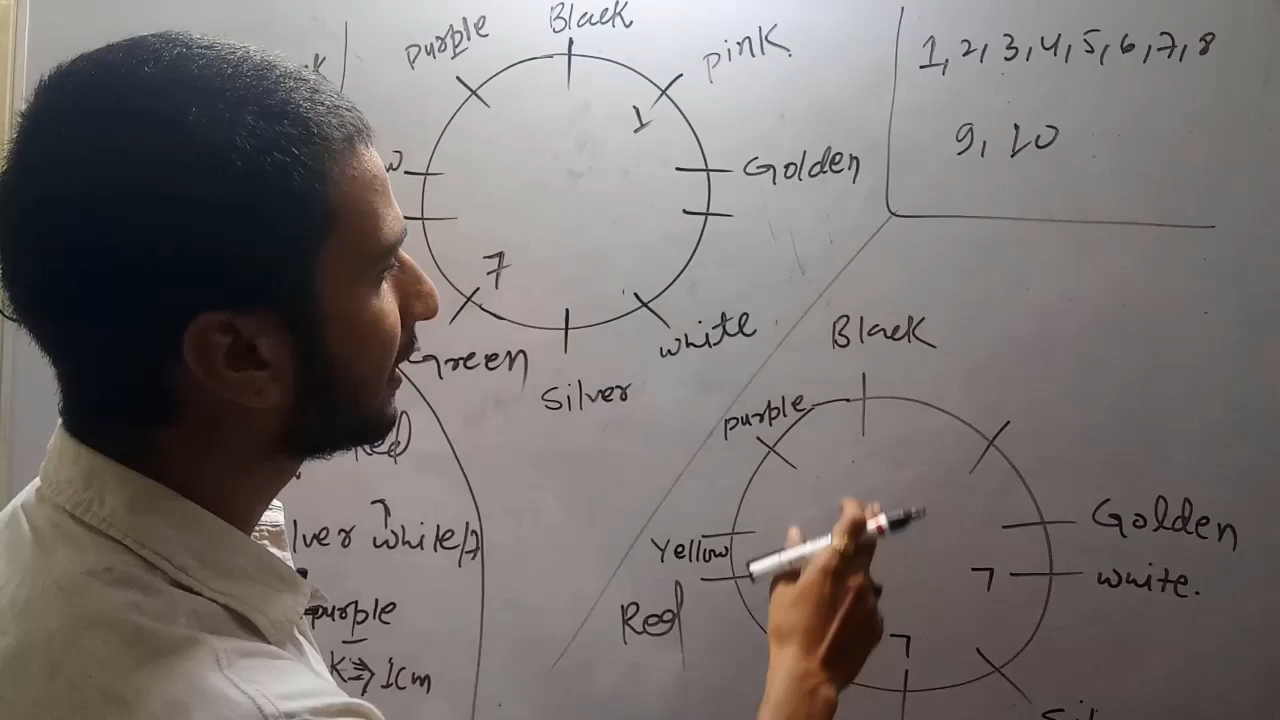 purple
Black
pink
1
Golden
7
white
Green
Silver
1, 2, 3, 4, 5, 6, 7, 8
9, 10
Black
purple
Yellow
Red
Golden
7
white.
7
white/7
purple
K⇒1cm